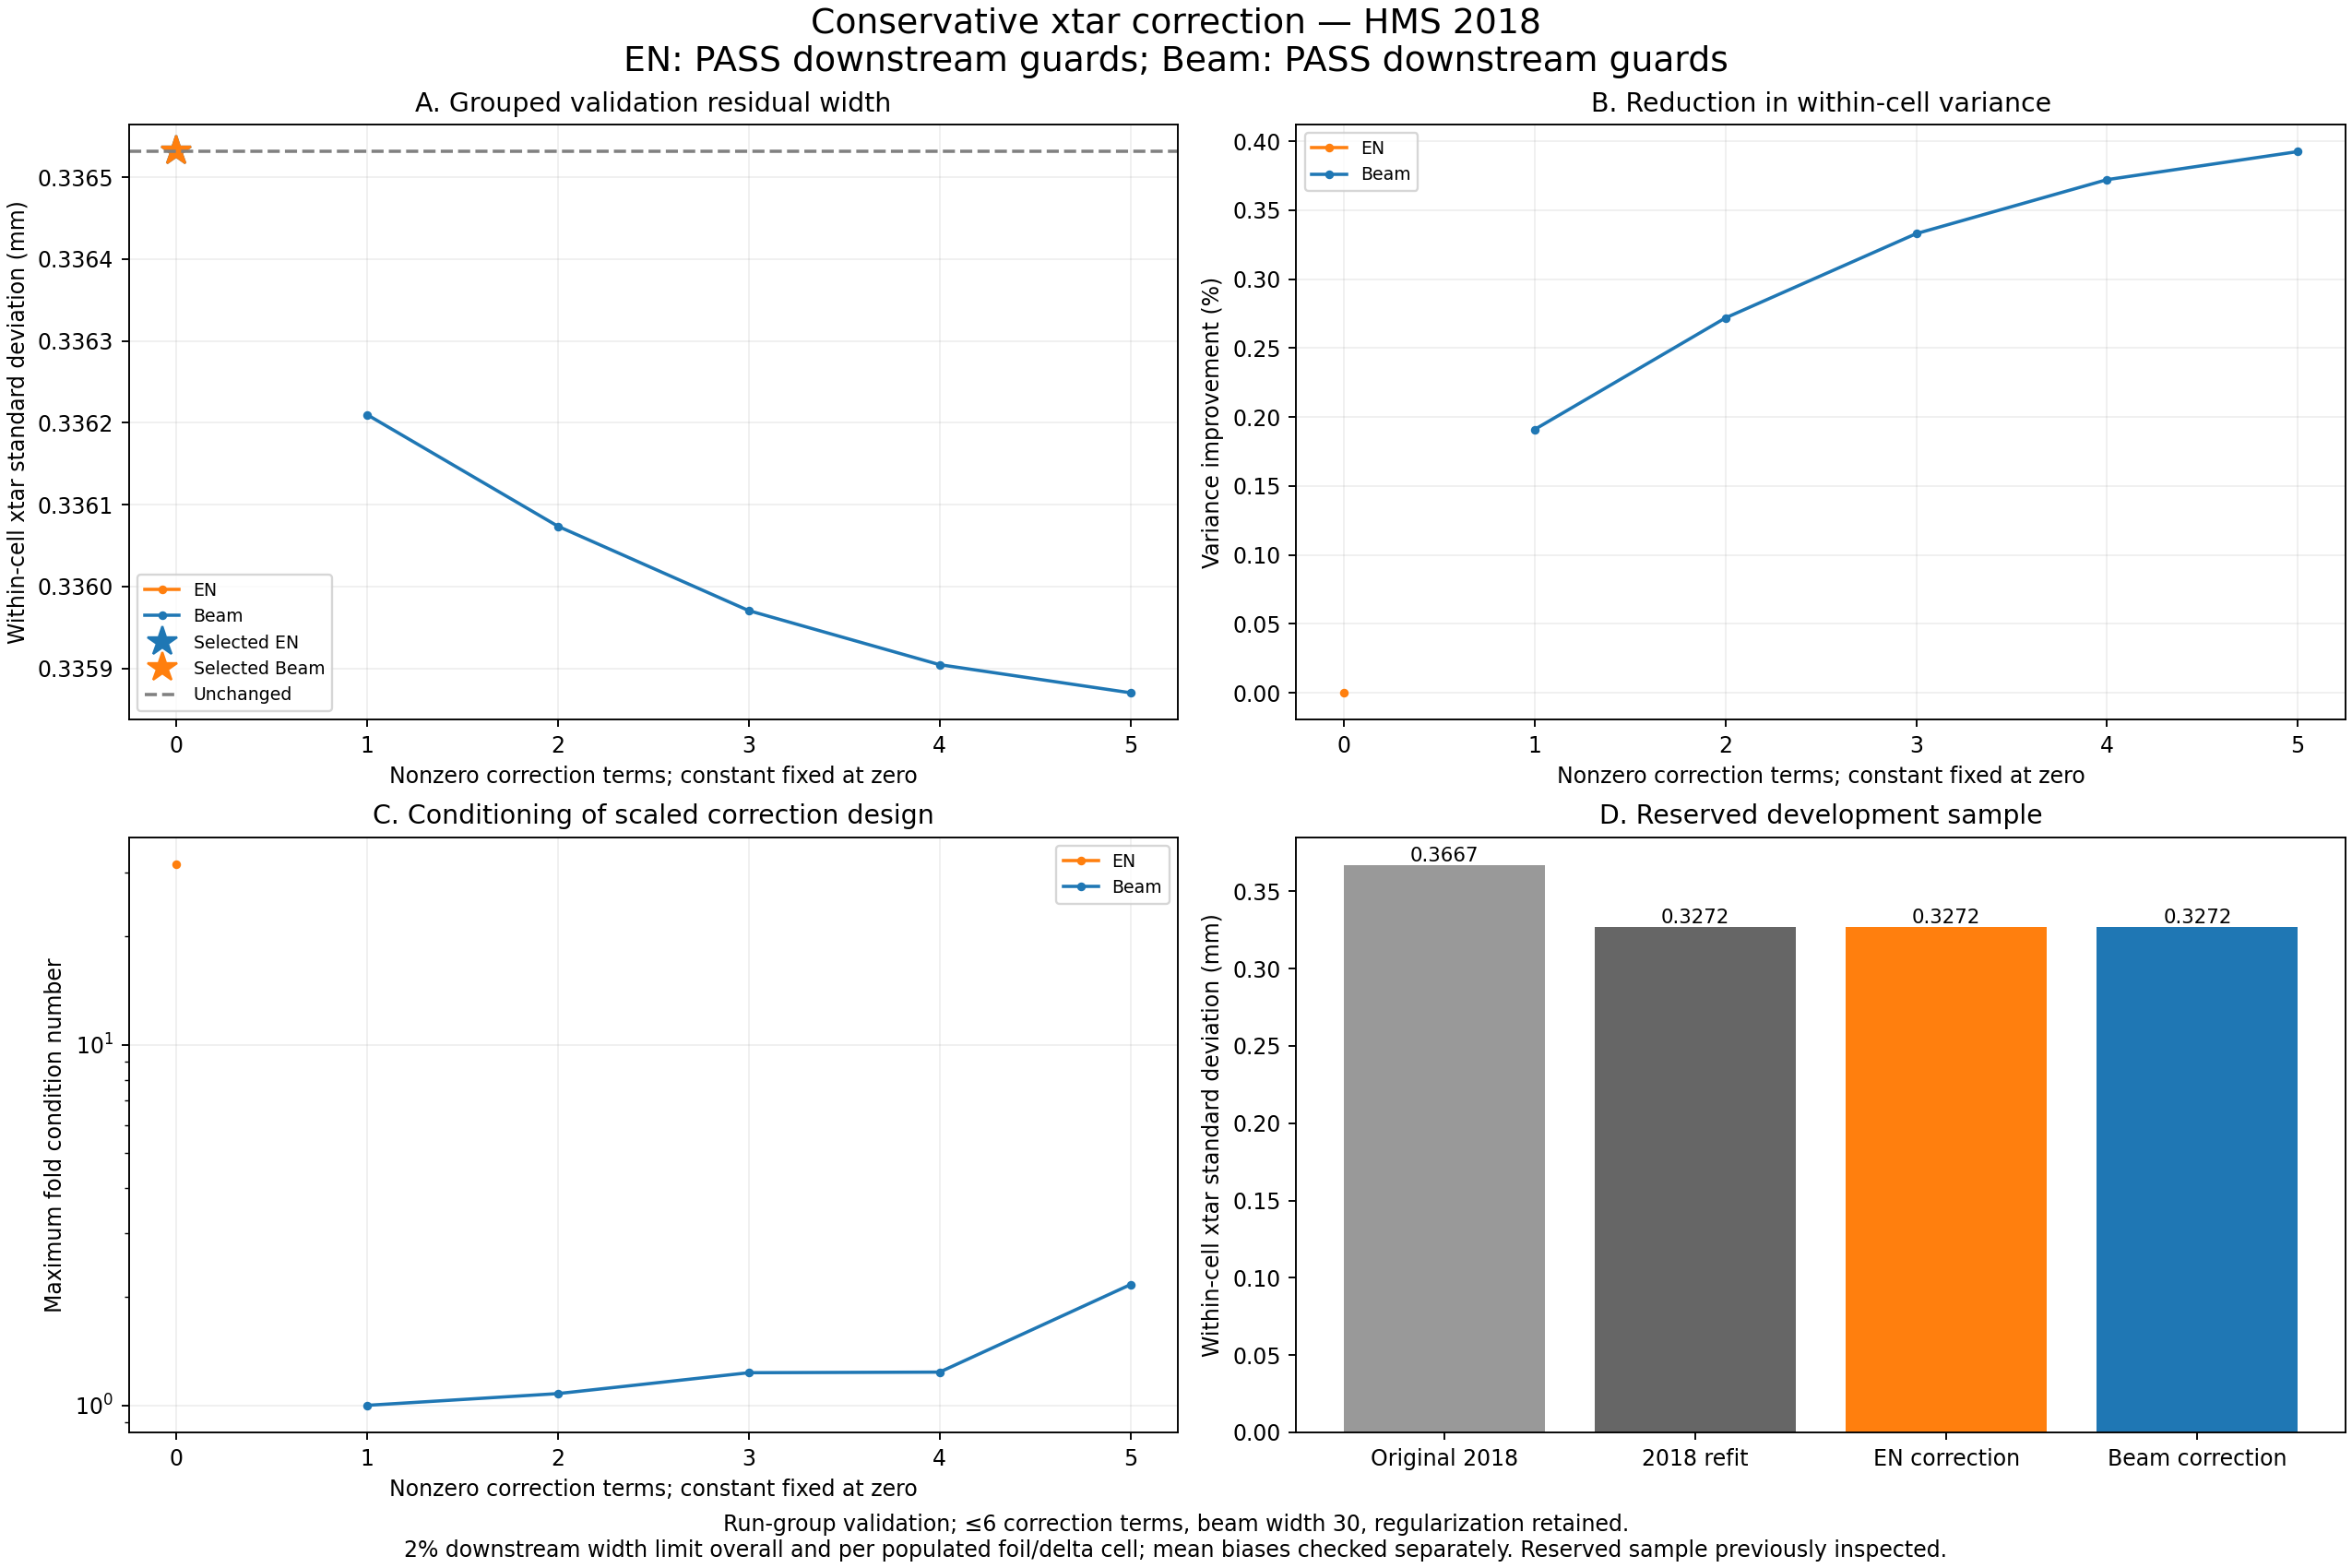 Conservative xtar correction — HMS 2018
EN: PASS downstream guards; Beam: PASS downstream guards
A. Grouped validation residual width
Within-cell xtar standard deviation (mm)
0.3365
0.3364
0.3363
0.3362
0.3361
0.3360
0.3359
EN
Beam
Selected EN
Selected Beam
Unchanged
0 1 2 3 4 5
Nonzero correction terms; constant fixed at zero
B. Reduction in within-cell variance
Variance improvement (%)
0.40
0.35
0.30
0.25
0.20
0.15
0.10
0.05
0.00
EN
Beam
0 1 2 3 4 5
Nonzero correction terms; constant fixed at zero
C. Conditioning of scaled correction design
Maximum fold condition number
10¹
10⁰
EN
Beam
0 1 2 3 4 5
Nonzero correction terms; constant fixed at zero
D. Reserved development sample
Within-cell xtar standard deviation (mm)
0.35
0.30
0.25
0.20
0.15
0.10
0.05
0.00
0.3667
0.3272
0.3272
0.3272
Original 2018 2018 refit EN correction Beam correction
Run-group validation; ≤6 correction terms, beam width 30, regularization retained.
2% downstream width limit overall and per populated foil/delta cell; mean biases checked separately. Reserved sample previously inspected.